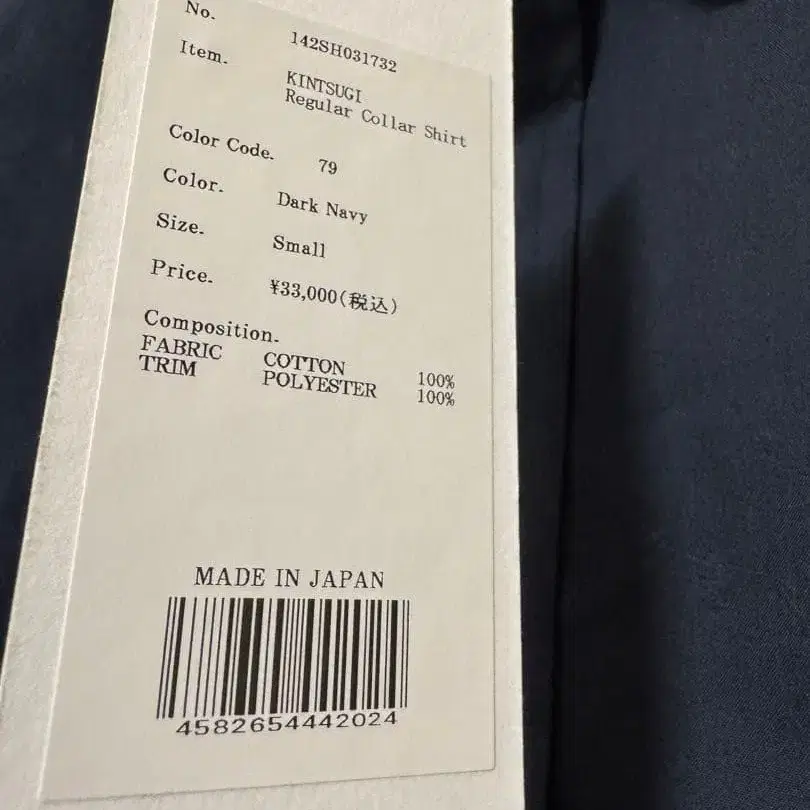 No. 142SH031732
Item. KINTSUGI
Regular Collar Shirt
Color Code. 79
Color. Dark Navy
Size. Small
Price. ¥33,000(税込)
Composition.
FABRIC COTTON 100%
TRIM POLYESTER 100%
MADE IN JAPAN
4582654442024